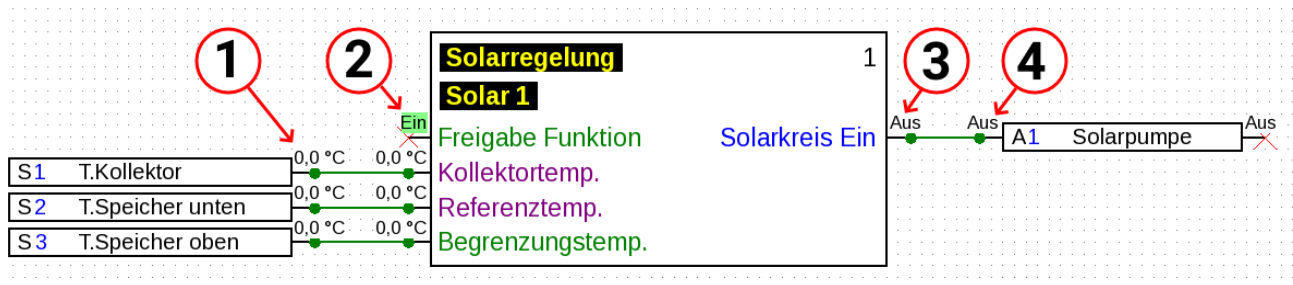 1
2
3
4
Solarregelung 1
Solar 1
Ein
Aus Aus Aus
Freigabe Funktion Solarkreis Ein A1 Solarpumpe
S1 T.Kollektor 0,0 °C 0,0 °C Kollektortemp.
S2 T.Speicher unten 0,0 °C 0,0 °C Referenztemp.
S3 T.Speicher oben 0,0 °C 0,0 °C Begrenzungstemp.